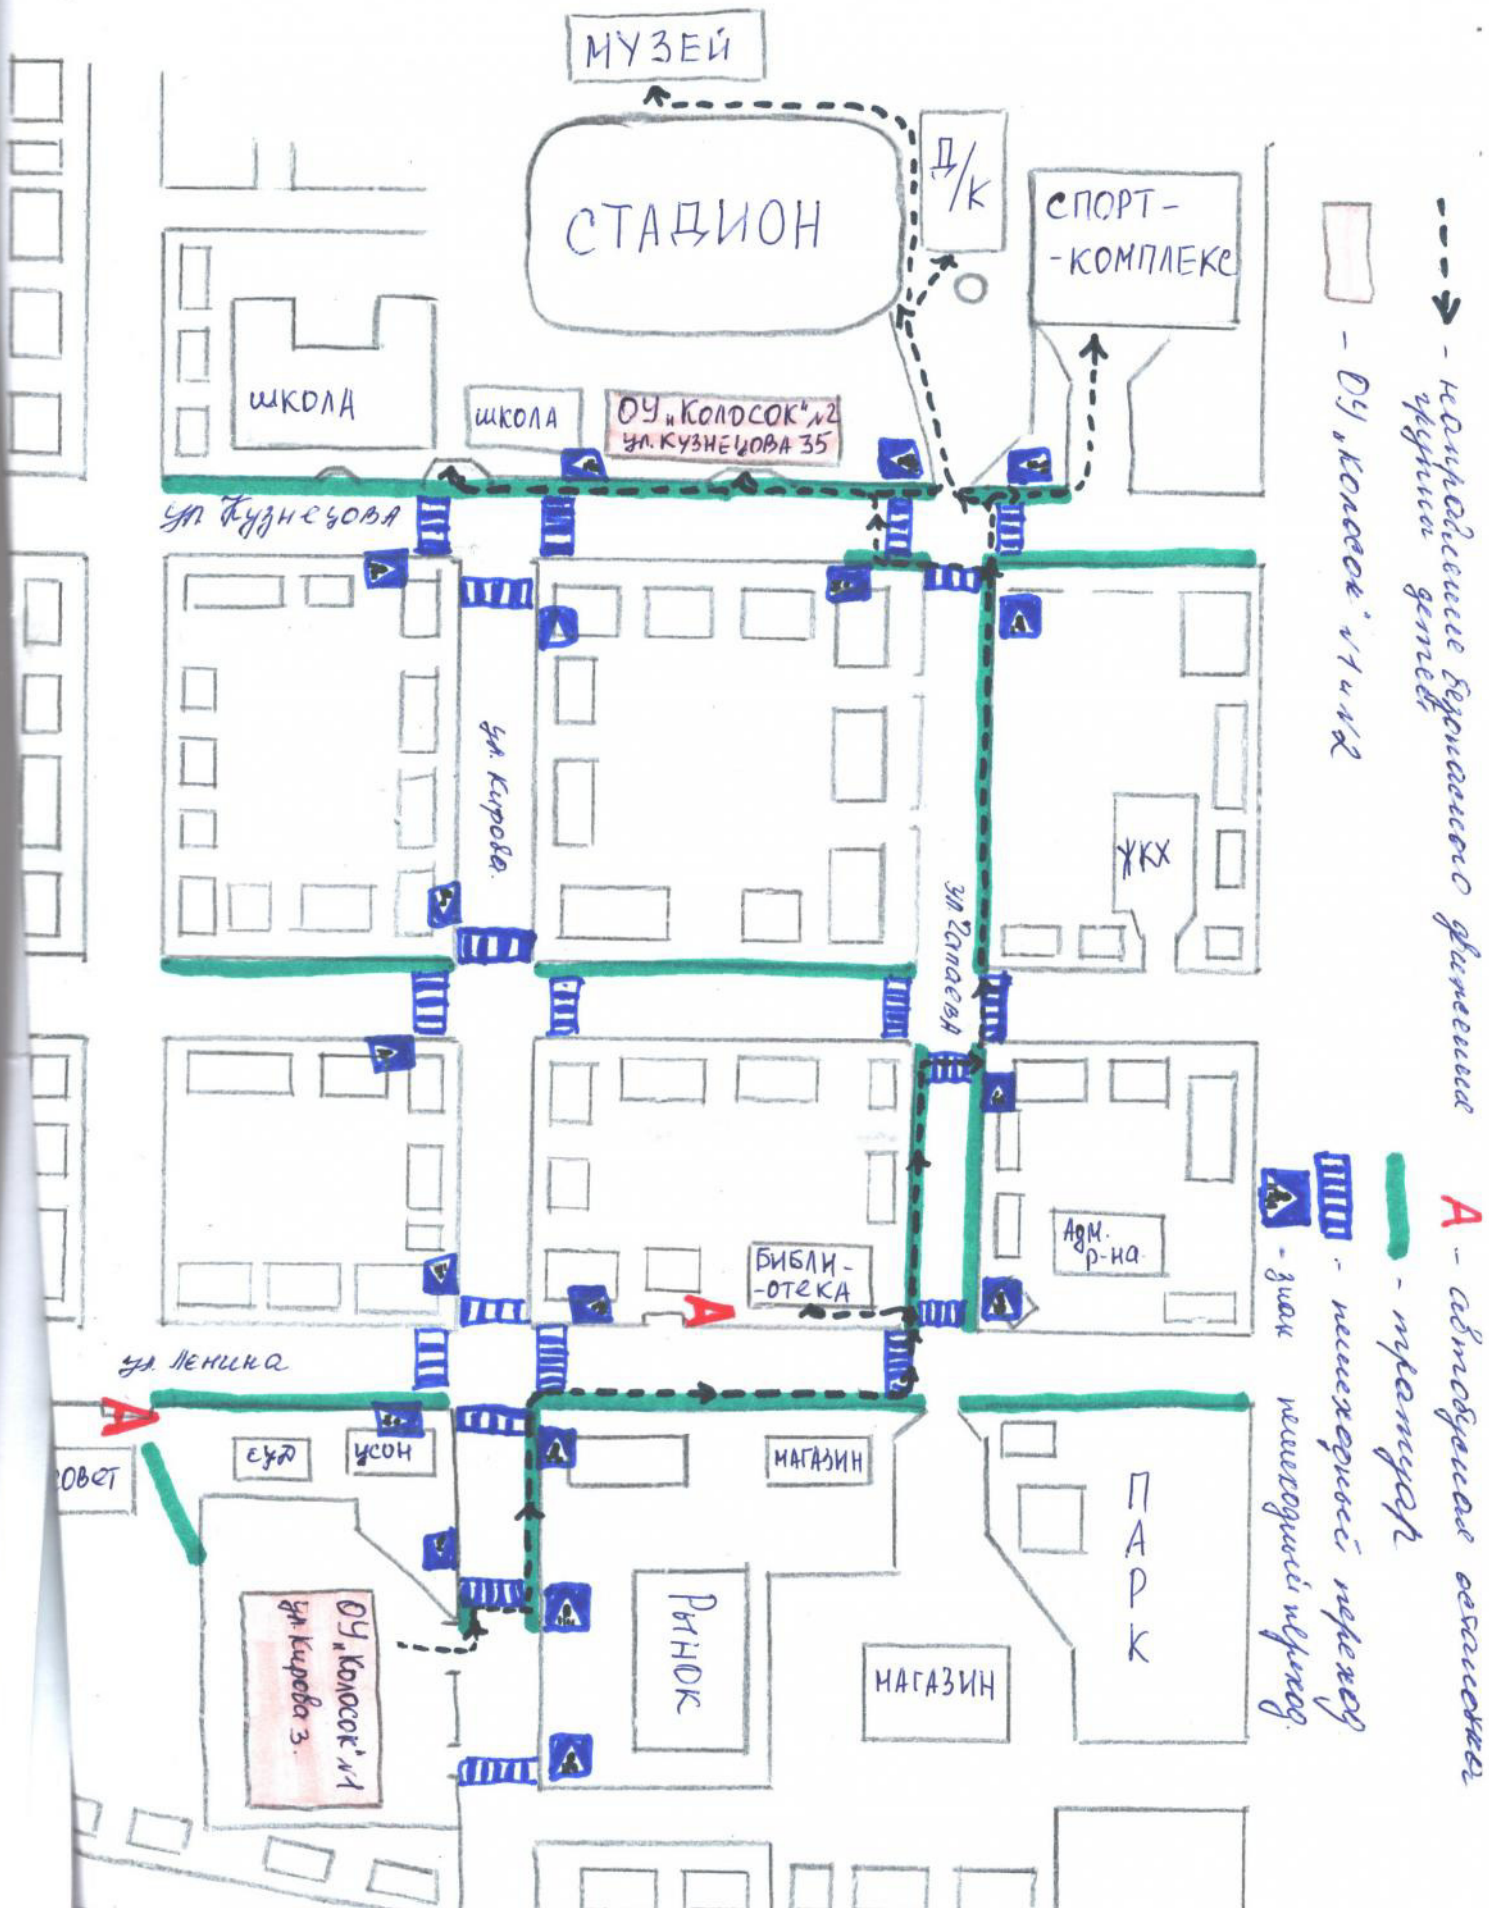 МУЗЕЙ
СТАДИОН
Д/К
СПОРТ-
-КОМПЛЕКС
ШКОЛА
ШКОЛА
ОУ „КОЛОСОК" №2
ул. КУЗНЕЦОВА 35
ул Кузнецова
ул. Кирова.
ул Чапаева
ЖКХ
Адм.
р-на.
БИБЛИ-
-ОТЕКА
А
ул. Ленина
А
СОВЕТ
СУД
УСОН
МАГАЗИН
ПАРК
РЫНОК
МАГАЗИН
ОУ „Колосок" №1
ул. Кирова 3.
- направление безопасного движения
группы детей
- ОУ „Колосок" №1 и №2
А - автобусная остановка
- тротуар
- пешеходный переход
- знак пешеходный переход.